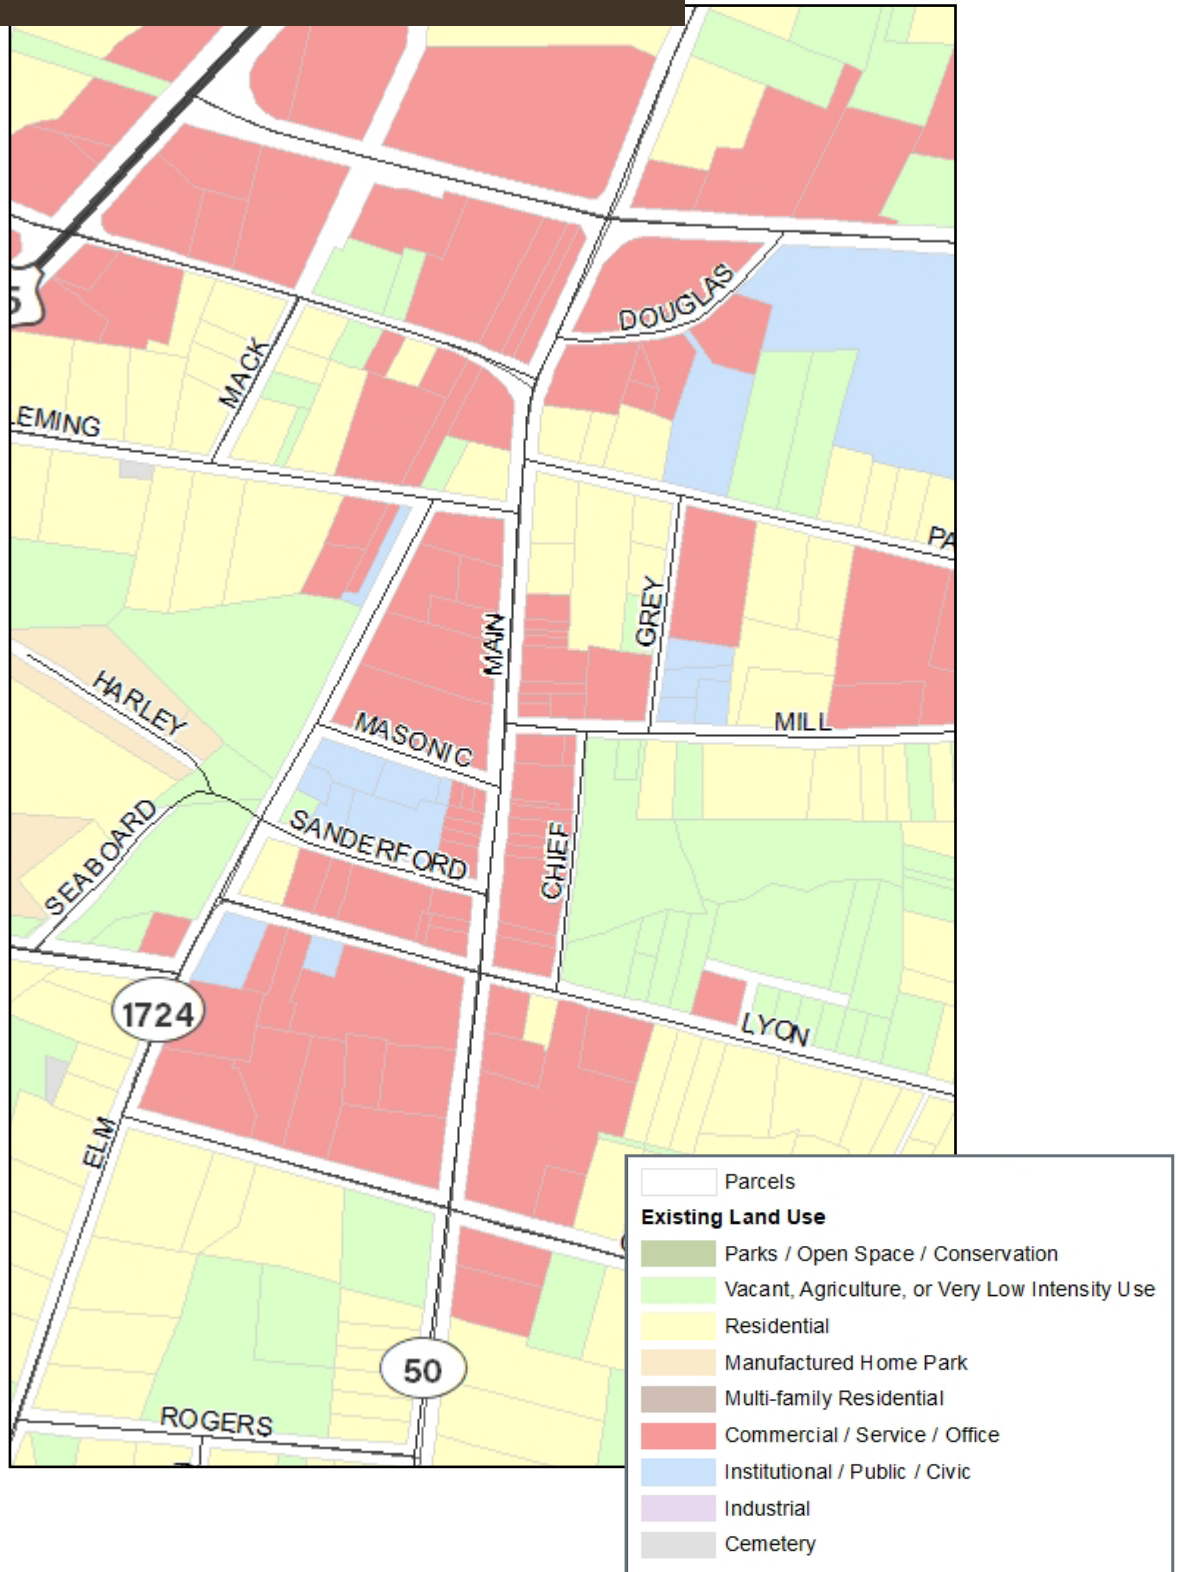 DOUGLAS
5
MACK
LEMING
PA
GREY
MAIN
HARLEY
MASONIC
MILL
SEABOARD
SANDERFORD
CHIEF
1724
LYON
ELM
50
ROGERS
Parcels
Existing Land Use
Parks / Open Space / Conservation
Vacant, Agriculture, or Very Low Intensity Use
Residential
Manufactured Home Park
Multi-family Residential
Commercial / Service / Office
Institutional / Public / Civic
Industrial
Cemetery